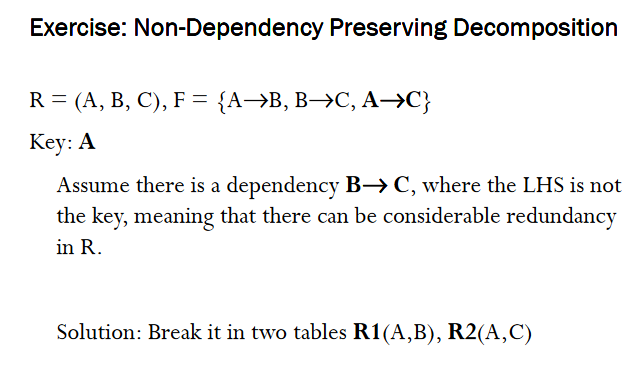 Exercise: Non-Dependency Preserving Decomposition
R = (A, B, C), F = {A→B, B→C, A→C}
Key: A
Assume there is a dependency B→ C, where the LHS is not
the key, meaning that there can be considerable redundancy
in R.
Solution: Break it in two tables R1(A,B), R2(A,C)